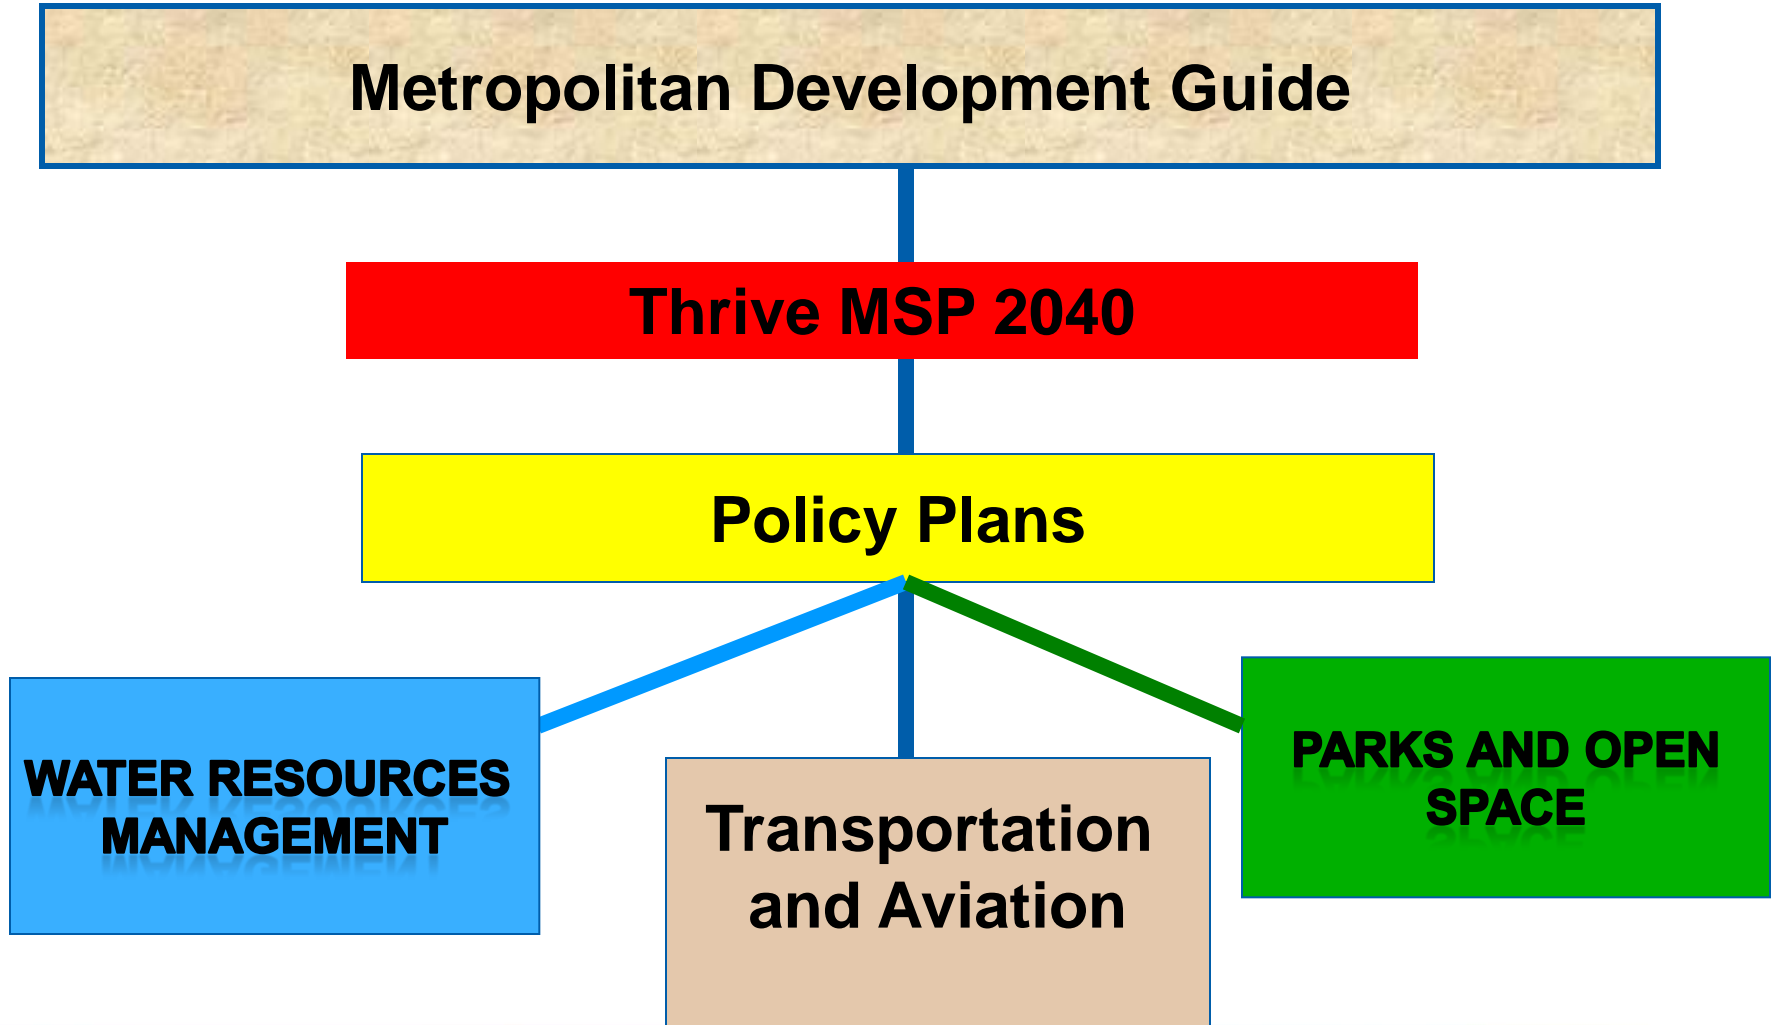 Metropolitan Development Guide
Thrive MSP 2040
Policy Plans
WATER RESOURCES
MANAGEMENT
Transportation
and Aviation
PARKS AND OPEN
SPACE